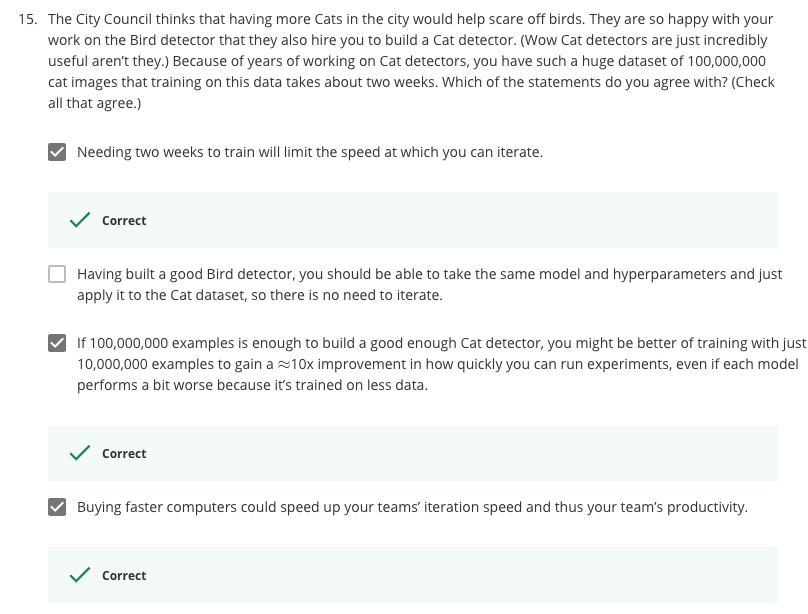 15. The City Council thinks that having more Cats in the city would help scare off birds. They are so happy with your
work on the Bird detector that they also hire you to build a Cat detector. (Wow Cat detectors are just incredibly
useful aren’t they.) Because of years of working on Cat detectors, you have such a huge dataset of 100,000,000
cat images that training on this data takes about two weeks. Which of the statements do you agree with? (Check
all that agree.)
Needing two weeks to train will limit the speed at which you can iterate.
Correct
Having built a good Bird detector, you should be able to take the same model and hyperparameters and just
apply it to the Cat dataset, so there is no need to iterate.
If 100,000,000 examples is enough to build a good enough Cat detector, you might be better of training with just
10,000,000 examples to gain a ≈10x improvement in how quickly you can run experiments, even if each model
performs a bit worse because it’s trained on less data.
Correct
Buying faster computers could speed up your teams’ iteration speed and thus your team’s productivity.
Correct